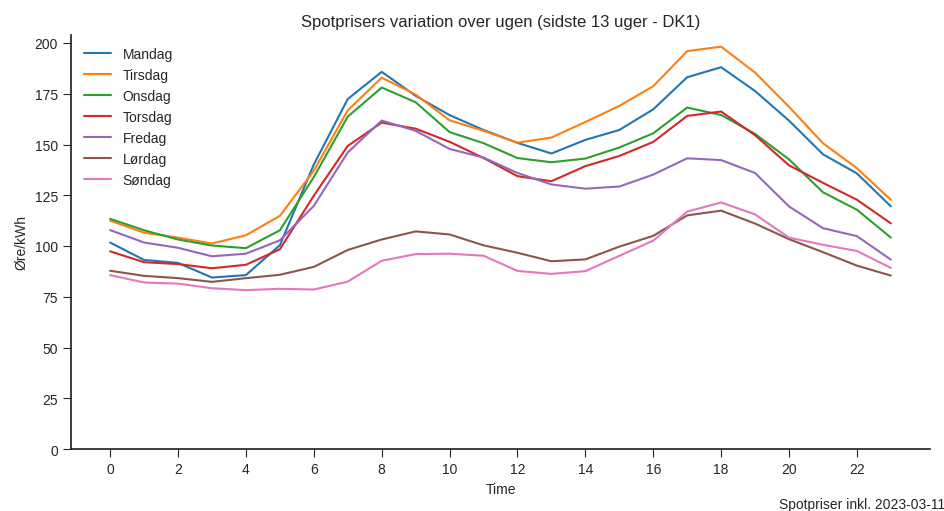 Spotprisers variation over ugen (sidste 13 uger - DK1)
Mandag
Tirsdag
Onsdag
Torsdag
Fredag
Lørdag
Søndag
Øre/kWh
200
175
150
125
100
75
50
25
0
0 2 4 6 8 10 12 14 16 18 20 22
Time
Spotpriser inkl. 2023-03-11